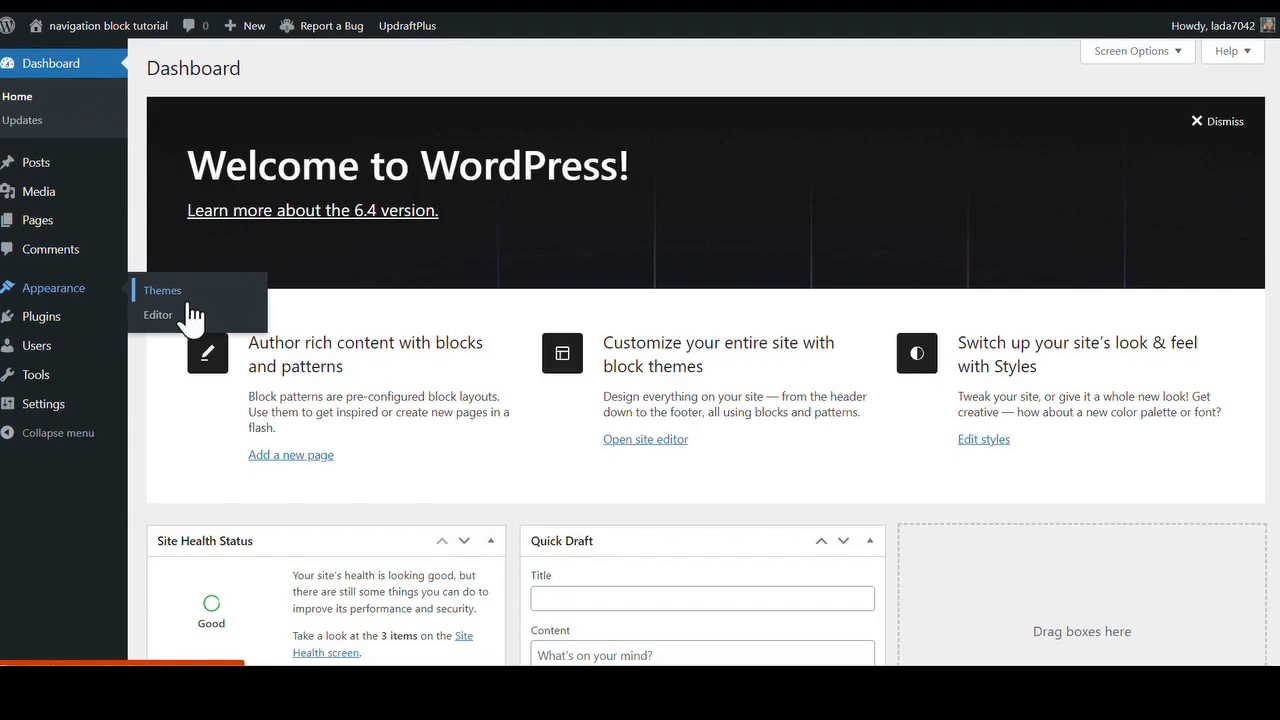 navigation block tutorial
0
New
Report a Bug
UpdraftPlus
Howdy, lada7042
Dashboard
Home
Updates
Posts
Media
Pages
Comments
Appearance
Plugins
Users
Tools
Settings
Collapse menu
Themes
Editor
Screen Options
Help
Dashboard
Dismiss
Welcome to WordPress!
Learn more about the 6.4 version.
Author rich content with blocks
and patterns
Block patterns are pre-configured block layouts.
Use them to get inspired or create new pages in a
flash.
Add a new page
Customize your entire site with
block themes
Design everything on your site — from the header
down to the footer, all using blocks and patterns.
Open site editor
Switch up your site’s look & feel
with Styles
Tweak your site, or give it a whole new look! Get
creative — how about a new color palette or font?
Edit styles
Site Health Status
Good
Your site’s health is looking good, but
there are still some things you can do to
improve its performance and security.
Take a look at the 3 items on the Site
Health screen.
Quick Draft
Title
Content
What’s on your mind?
Drag boxes here